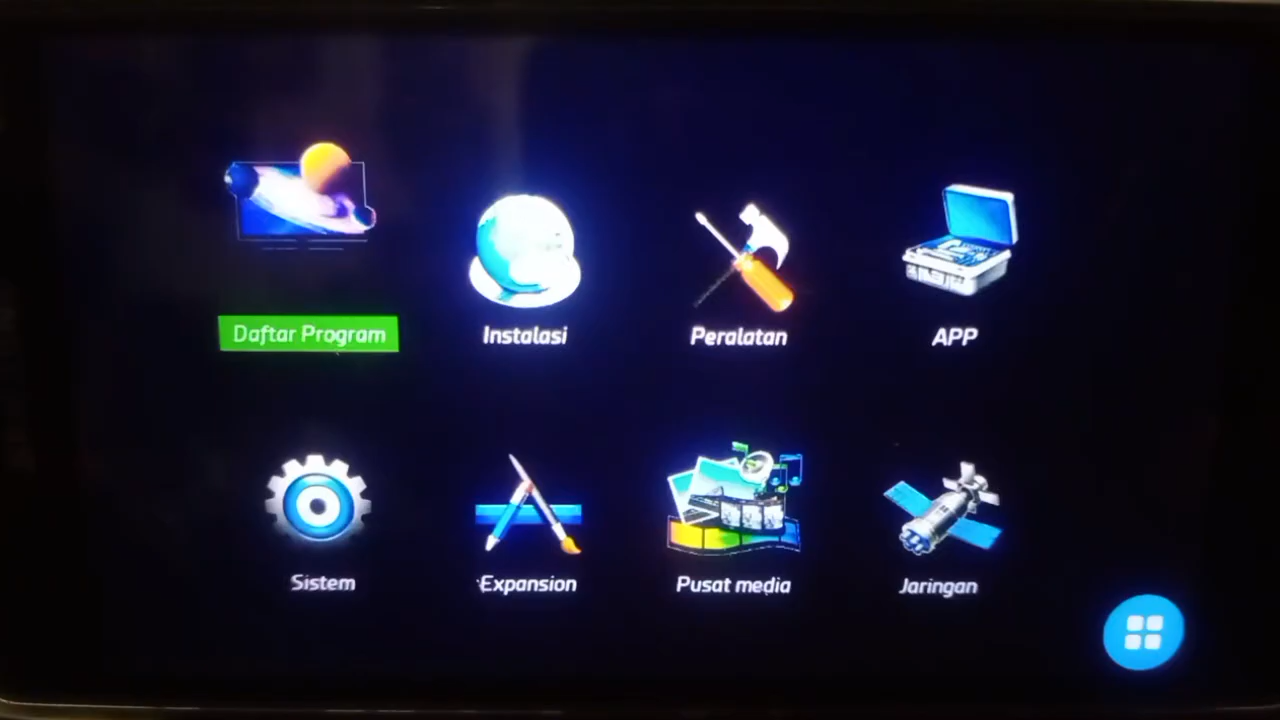 Daftar Program
Instalasi
Peralatan
APP
Sistem
Expansion
Pusat media
Jaringan